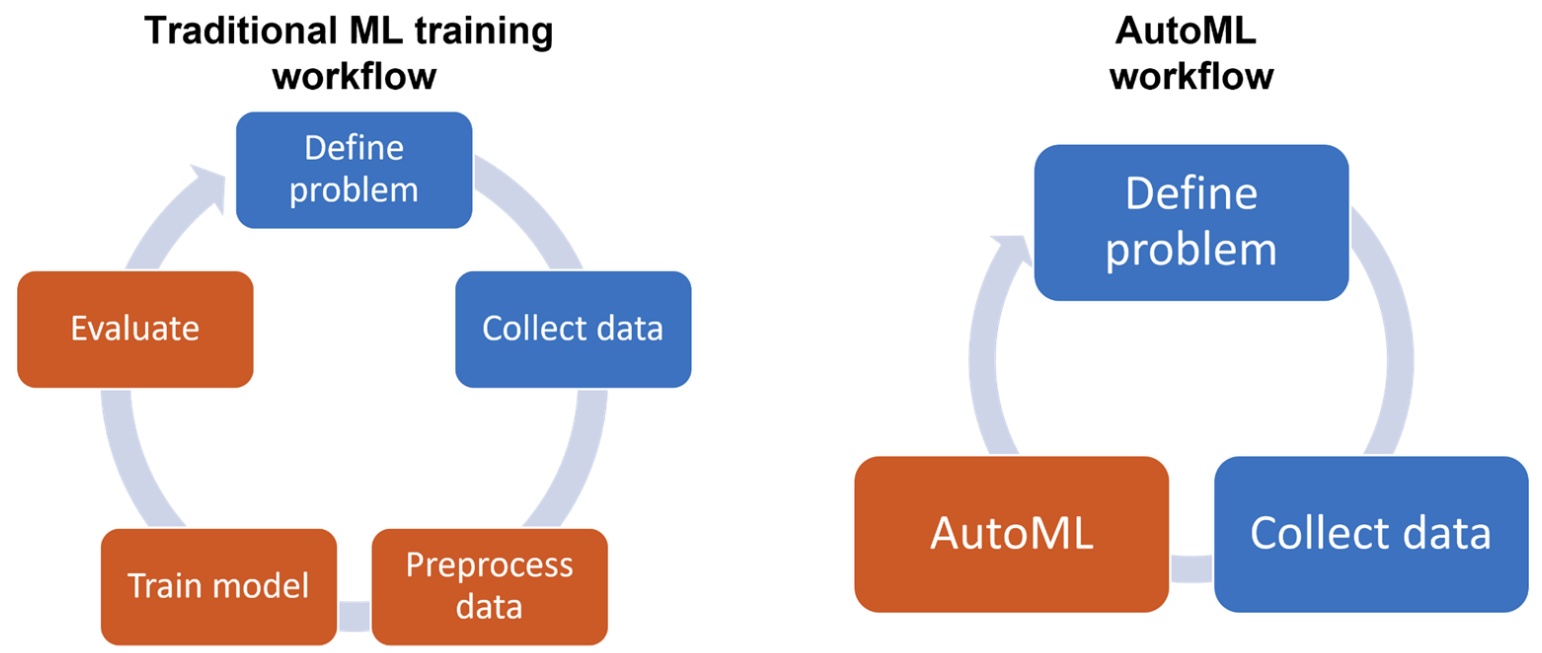 Traditional ML training
workflow
Define
problem
Collect data
Preprocess
data
Train model
Evaluate
AutoML
workflow
Define
problem
Collect data
AutoML